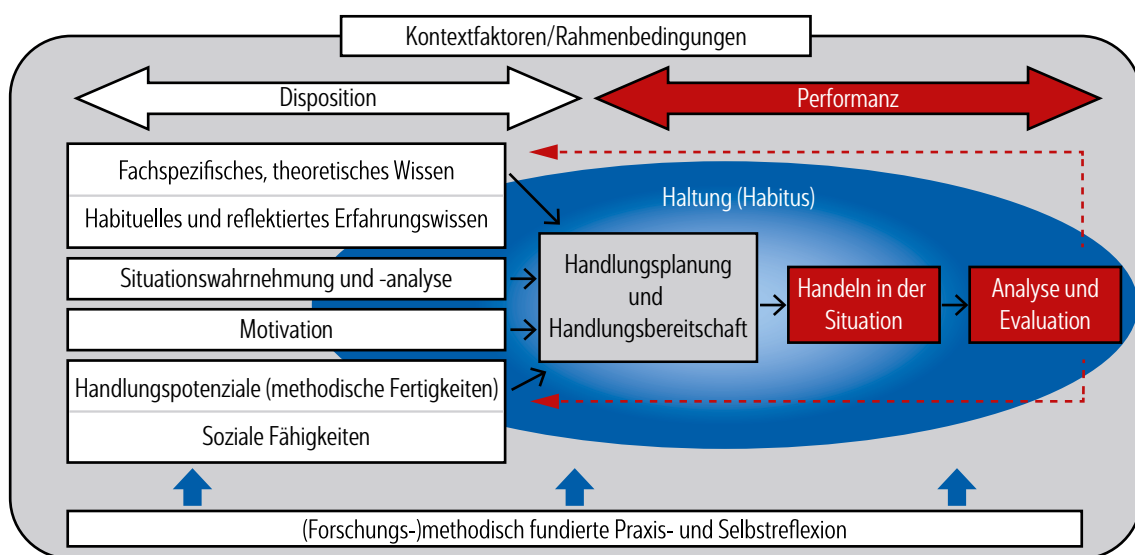 Kontextfaktoren/Rahmenbedingungen
Disposition
Performanz
Fachspezifisches, theoretisches Wissen
Habituelles und reflektiertes Erfahrungswissen
Situationswahrnehmung und -analyse
Motivation
Handlungspotenziale (methodische Fertigkeiten)
Soziale Fähigkeiten
Haltung (Habitus)
Handlungsplanung
und
Handlungsbereitschaft
Handeln in der
Situation
Analyse und
Evaluation
(Forschungs-)methodisch fundierte Praxis- und Selbstreflexion